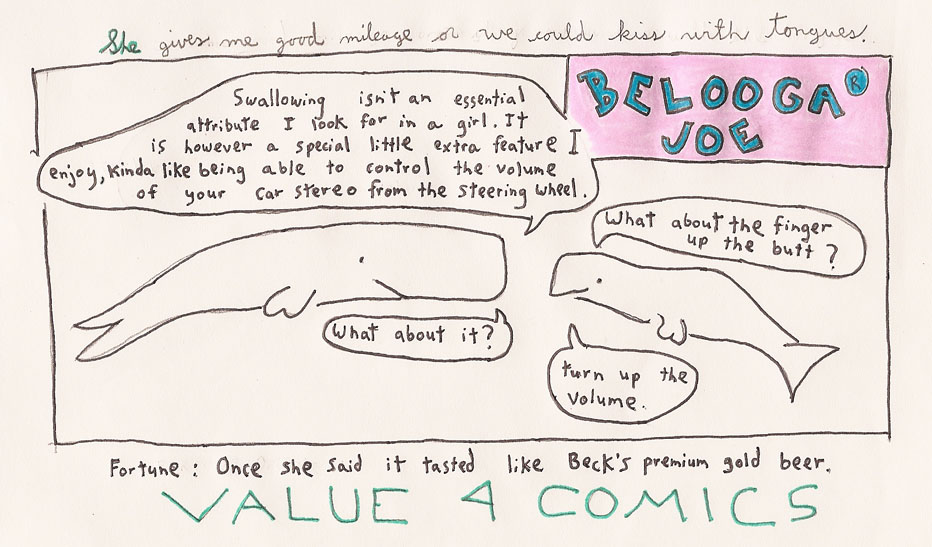 She gives me good mileage or we could kiss with tongues.
BELOOGA®
JOE
Swallowing isn't an essential
attribute I look for in a girl. It
is however a special little extra feature I
enjoy, kinda like being able to control the volume
of your car stereo from the steering wheel.
What about the finger
up the butt?
What about it?
turn up the
volume.
Fortune: Once she said it tasted like Beck's premium gold beer.
VALUE 4 COMICS